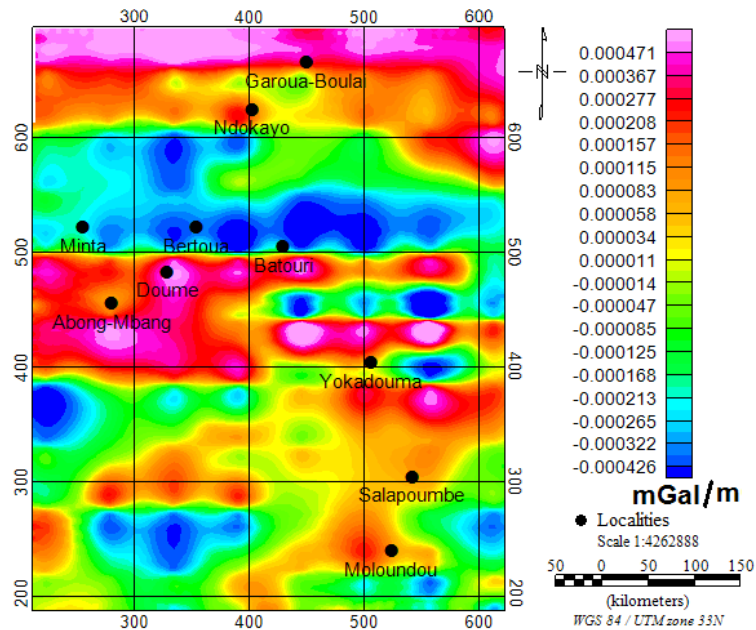 300 400 500 600
N
600
500
400
300
200
600
500
400
300
200
Garoua-Boulai
Ndokayo
Minta
Bertoua
Batouri
Doume
Abong-Mbang
Yokadouma
Salapoumbe
Moloundou
300 400 500 600
0.000471
0.000367
0.000277
0.000208
0.000157
0.000115
0.000083
0.000058
0.000034
0.000011
-0.000014
-0.000047
-0.000085
-0.000125
-0.000168
-0.000213
-0.000265
-0.000322
-0.000426
mGal/m
Localities
Scale 1:4262888
50 0 50 100 150
(kilometers)
WGS 84 / UTM zone 33N